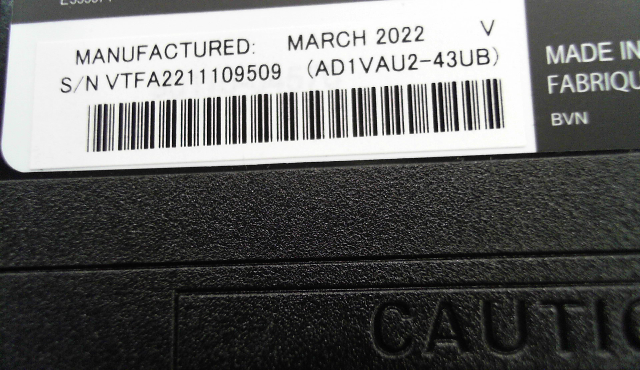 MANUFACTURED: MARCH 2022 V
S/N VTFA2211109509 (AD1VAU2-43UB)
MADE IN
FABRIQU
BVN
CAUTIO